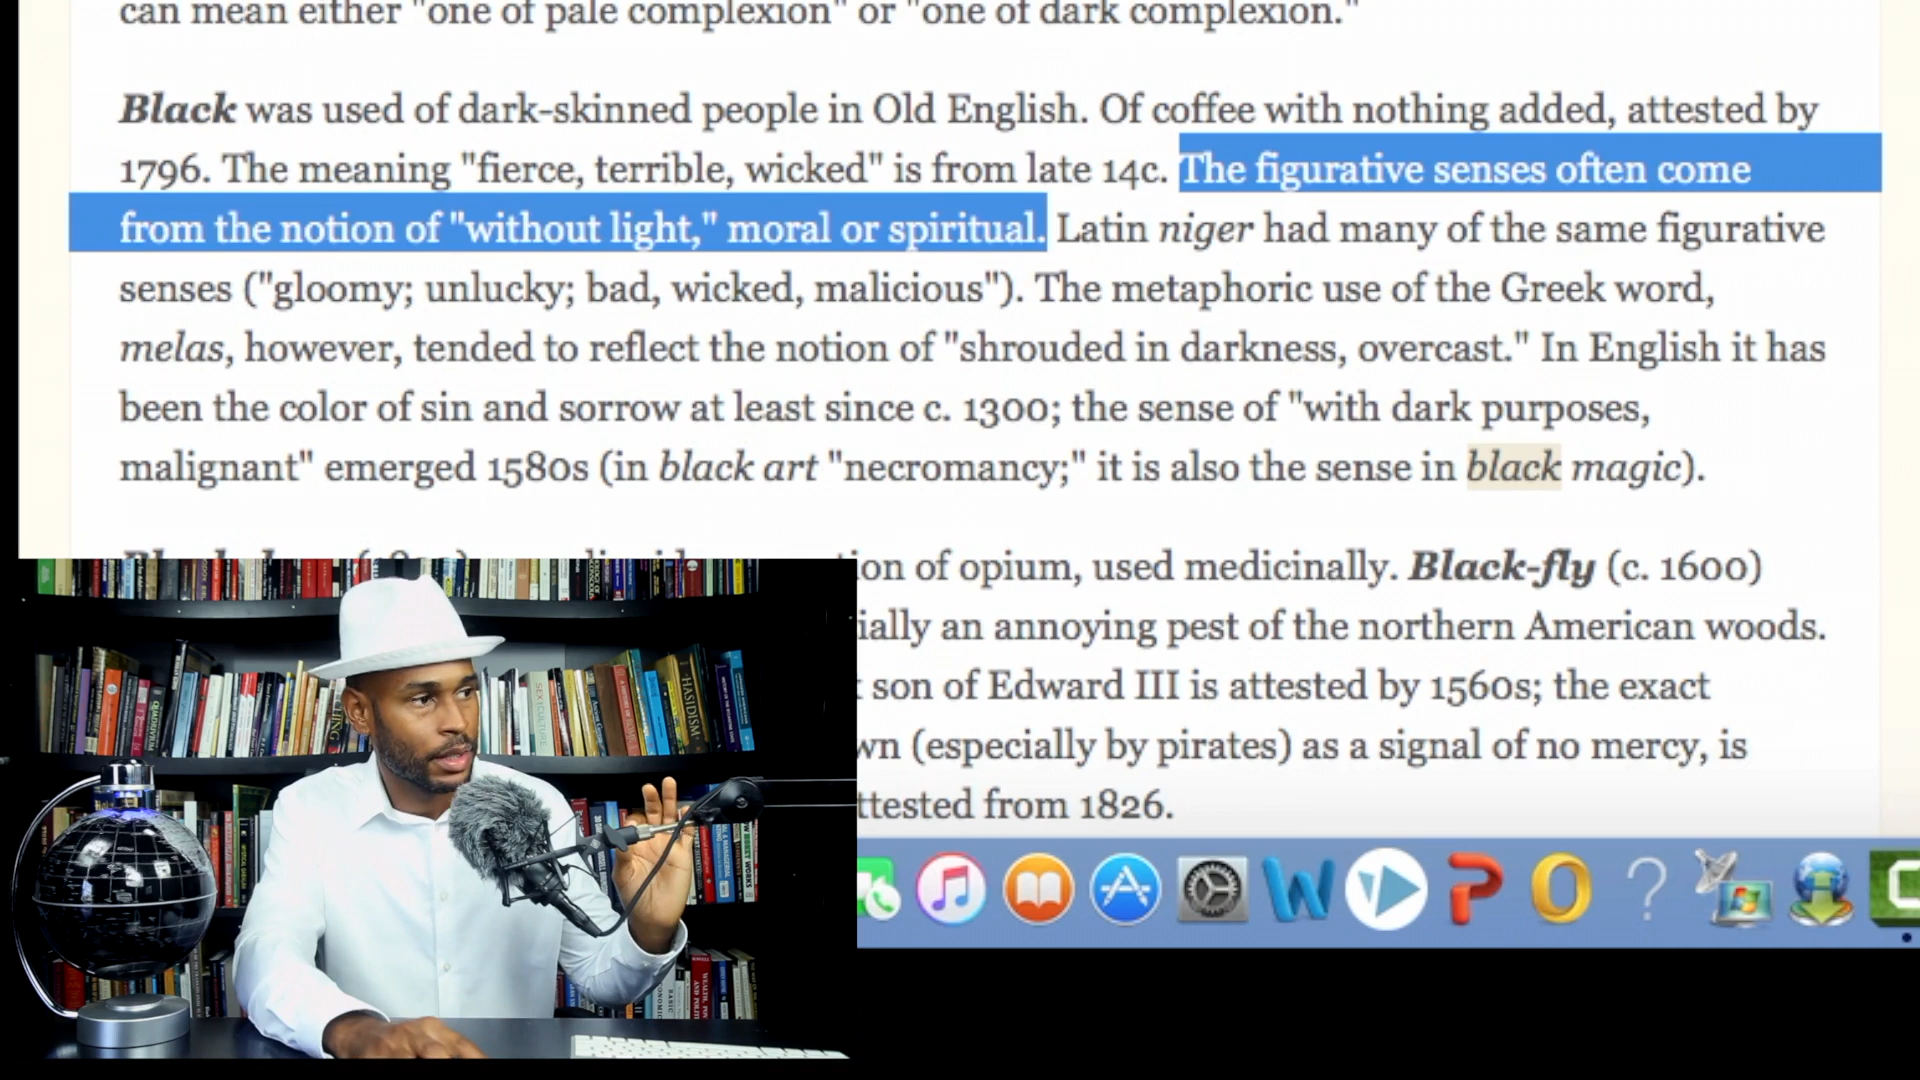 can mean either "one of pale complexion" or "one of dark complexion."
Black was used of dark-skinned people in Old English. Of coffee with nothing added, attested by
1796. The meaning "fierce, terrible, wicked" is from late 14c. The figurative senses often come
from the notion of "without light," moral or spiritual. Latin niger had many of the same figurative
senses ("gloomy; unlucky; bad, wicked, malicious"). The metaphoric use of the Greek word,
melas, however, tended to reflect the notion of "shrouded in darkness, overcast." In English it has
been the color of sin and sorrow at least since c. 1300; the sense of "with dark purposes,
malignant" emerged 1580s (in black art "necromancy;" it is also the sense in black magic).
ion of opium, used medicinally. Black-fly (c. 1600)
ially an annoying pest of the northern American woods.
son of Edward III is attested by 1560s; the exact
wn (especially by pirates) as a signal of no mercy, is
ttested from 1826.
HASIDISM